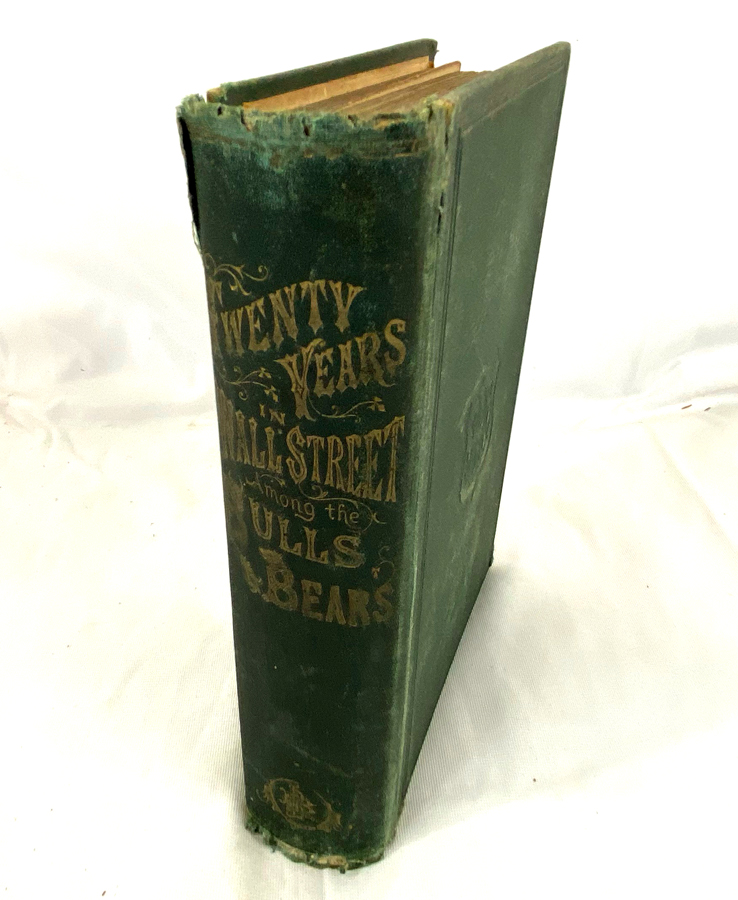 TWENTY
YEARS
IN
WALL STREET
Among the
BULLS
& BEARS